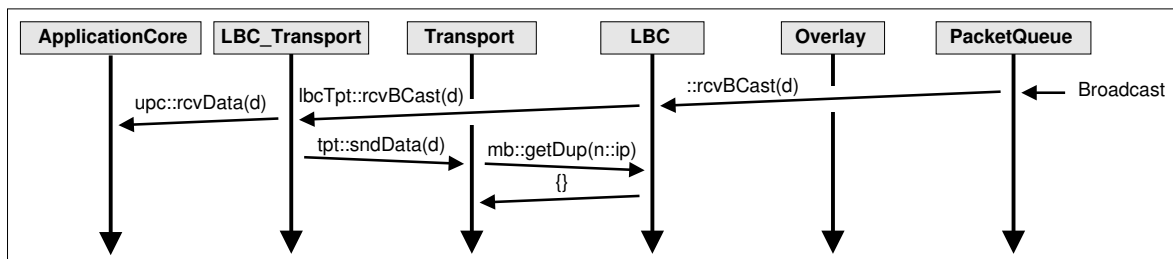 ApplicationCore LBC_Transport Transport LBC Overlay PacketQueue
::rcvBCast(d) Broadcast
upc::rcvData(d) lbcTpt::rcvBCast(d)
tpt::sndData(d) mb::getDup(n::ip)
{}